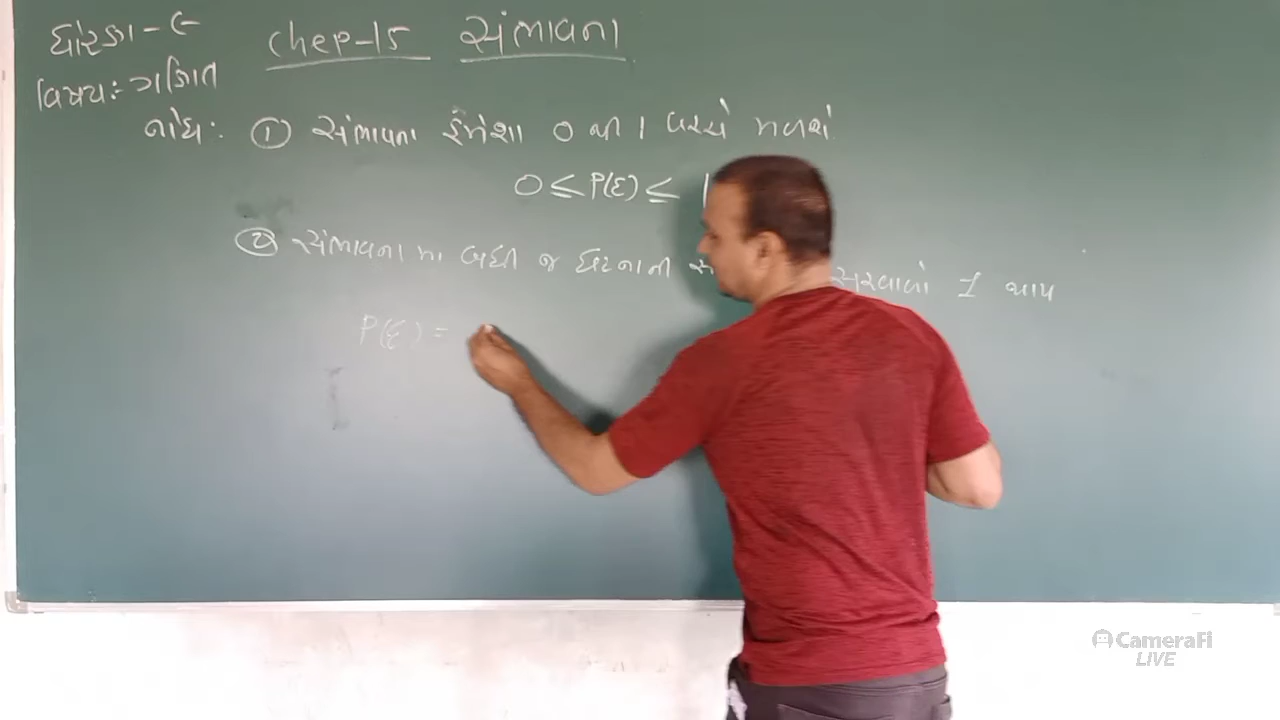 ધોરણ - ૯
વિષય :- ગણિત
Chep-15 સંભાવના
નોંધ : ① સંભાવના હંમેશા 0 થી 1 વચ્ચે મળશે
0 ≤ P(E) ≤ 1
② સંભાવના મા બધી જ ઘટનાની સરવાળો 1 થાય
P(E) =
CameraFi
LIVE